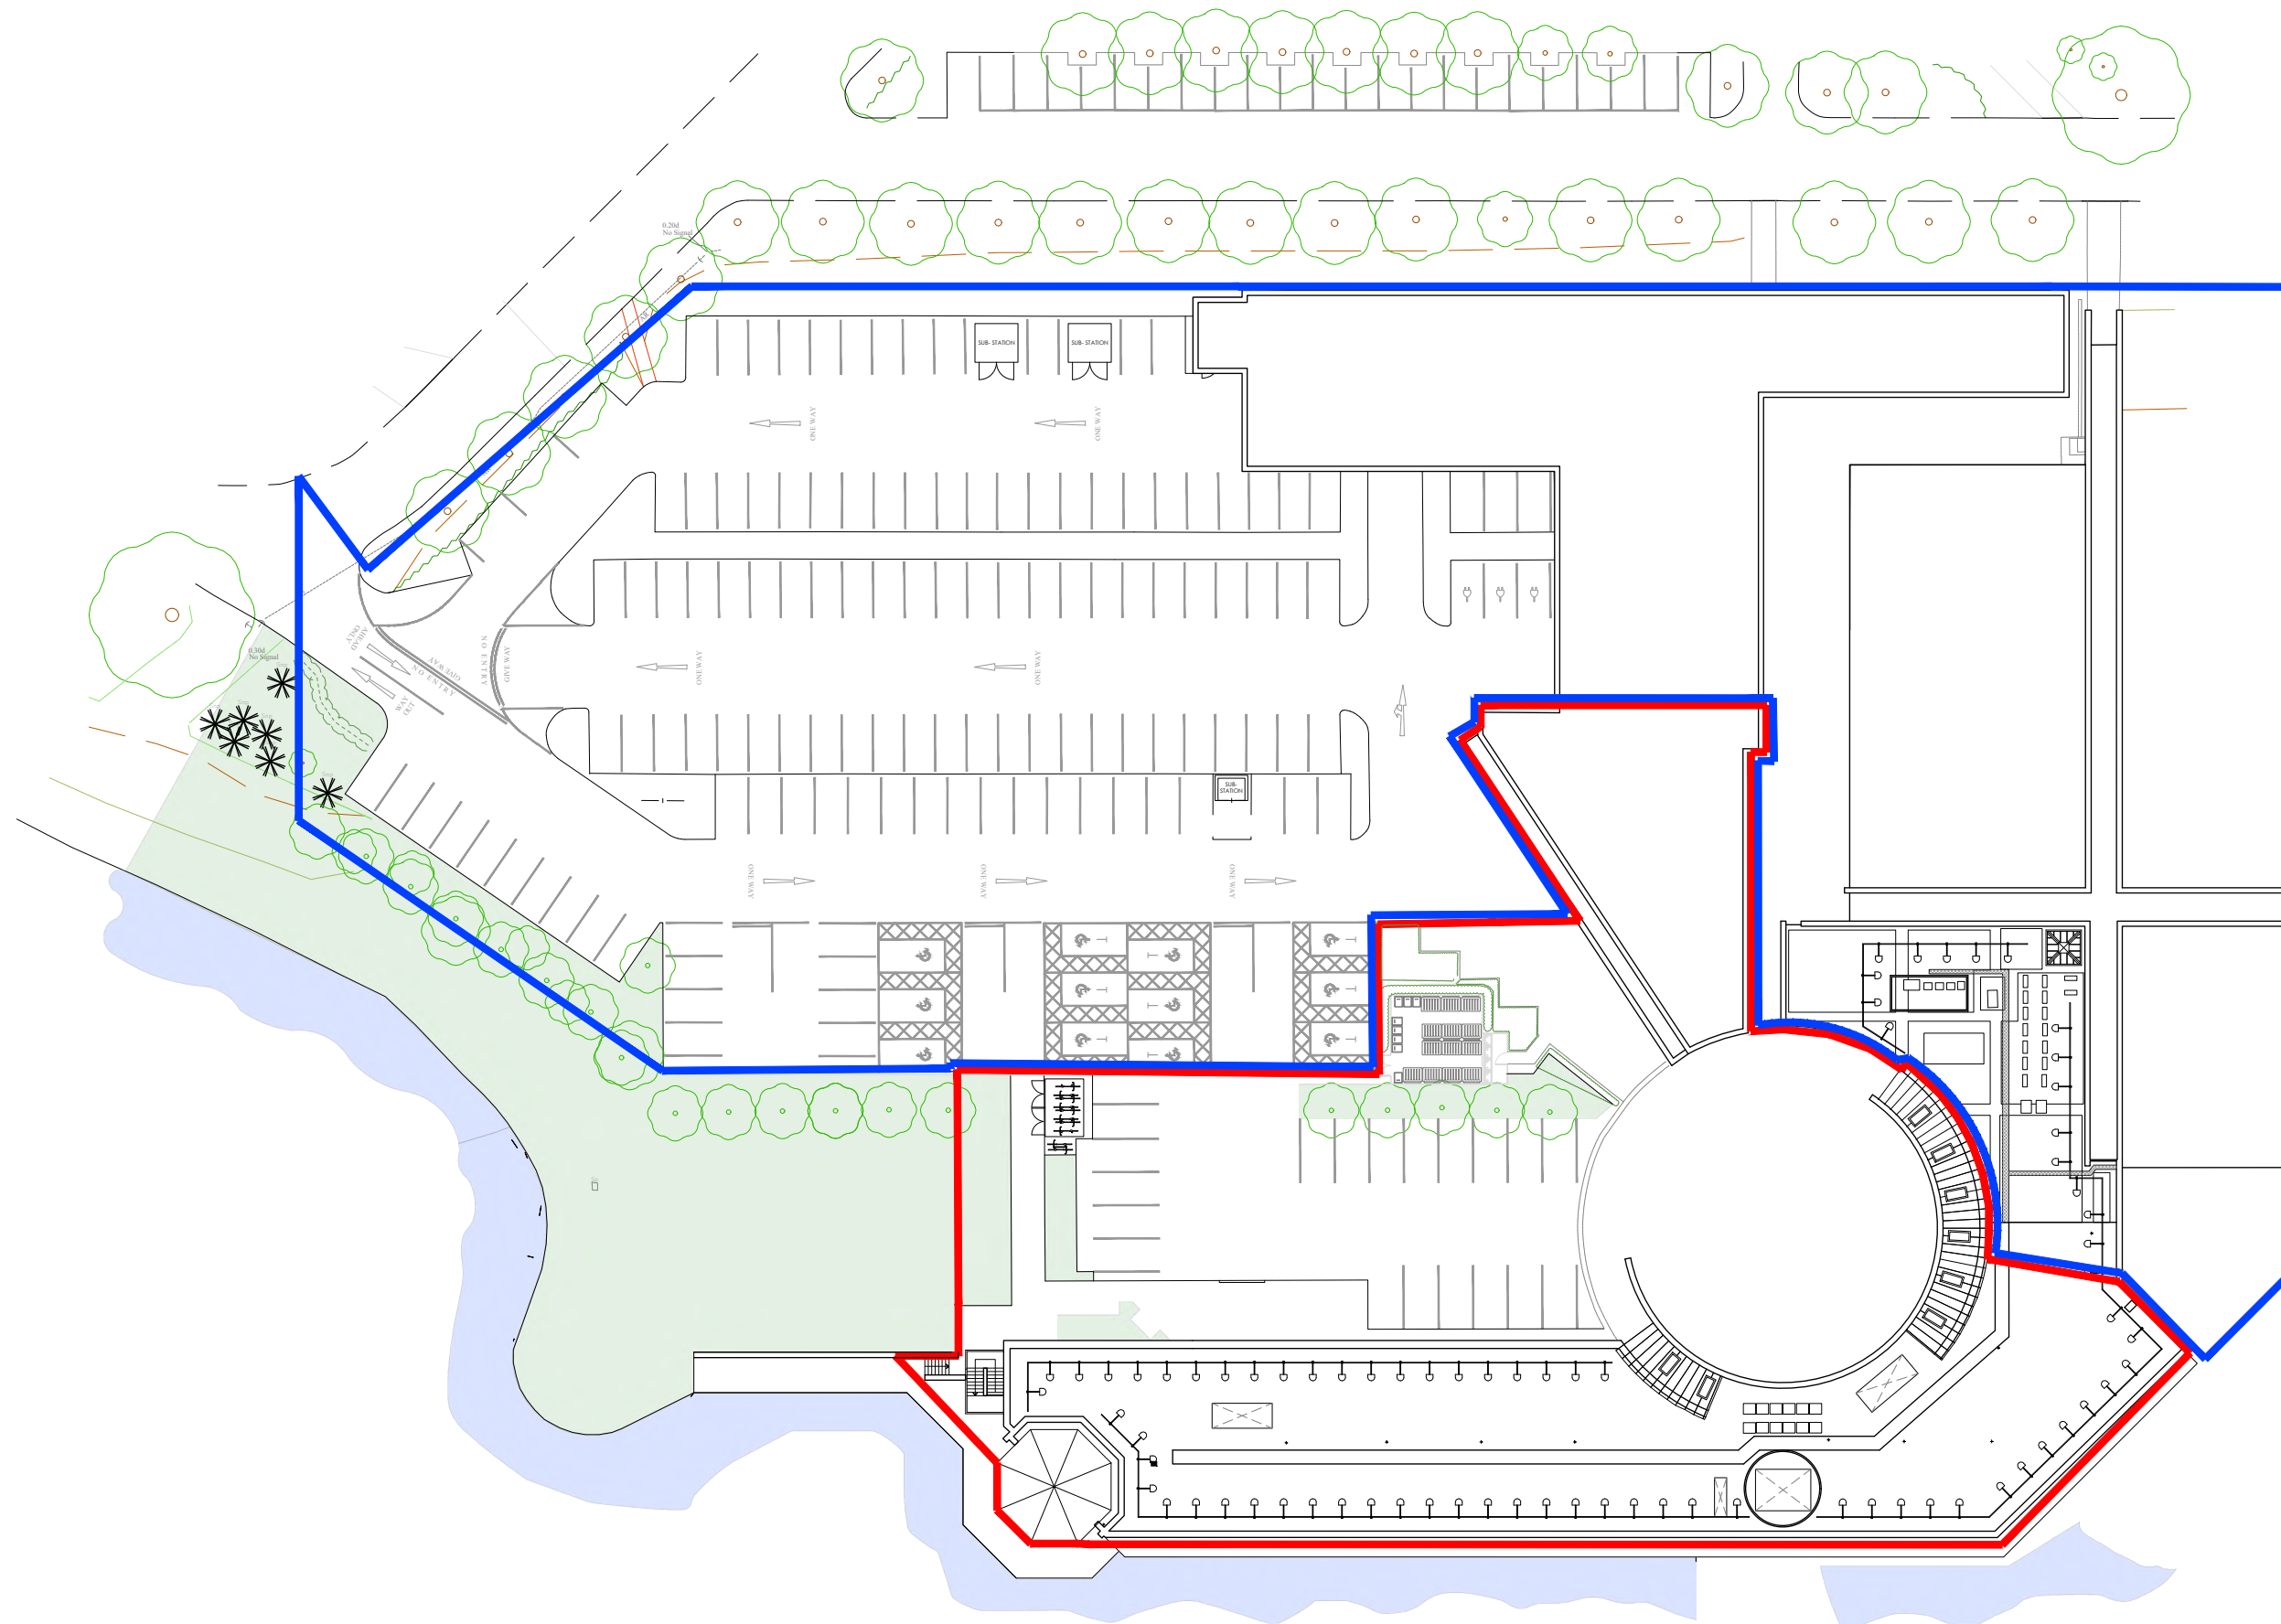 0.20d
No Signal
SUB- STATION
SUB- STATION
ONE WAY
ONE WAY
AHEAD
ONLY
0.30d
No Signal
GIVE WAY
NO ENTRY
WAY
OUT
NO ENTRY
GIVE WAY
ONE WAY
ONE WAY
SUB-
STATION
ONE WAY
ONE WAY
ONE WAY